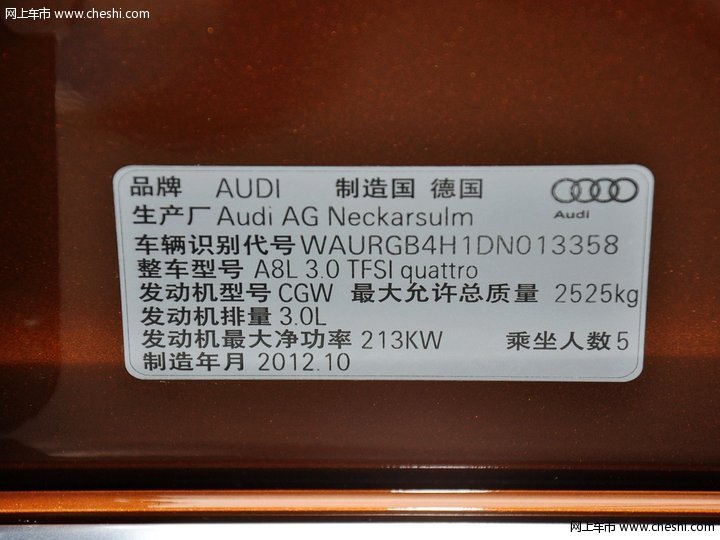 网上车市 www.cheshi.com
品牌 AUDI 制造国 德国
Audi
生产厂 Audi AG Neckarsulm
车辆识别代号 WAURGB4H1DN013358
整车型号 A8L 3.0 TFSI quattro
发动机型号 CGW 最大允许总质量 2525kg
发动机排量 3.0L
发动机最大净功率 213KW 乘坐人数 5
制造年月 2012.10
网上车市 www.cheshi.com